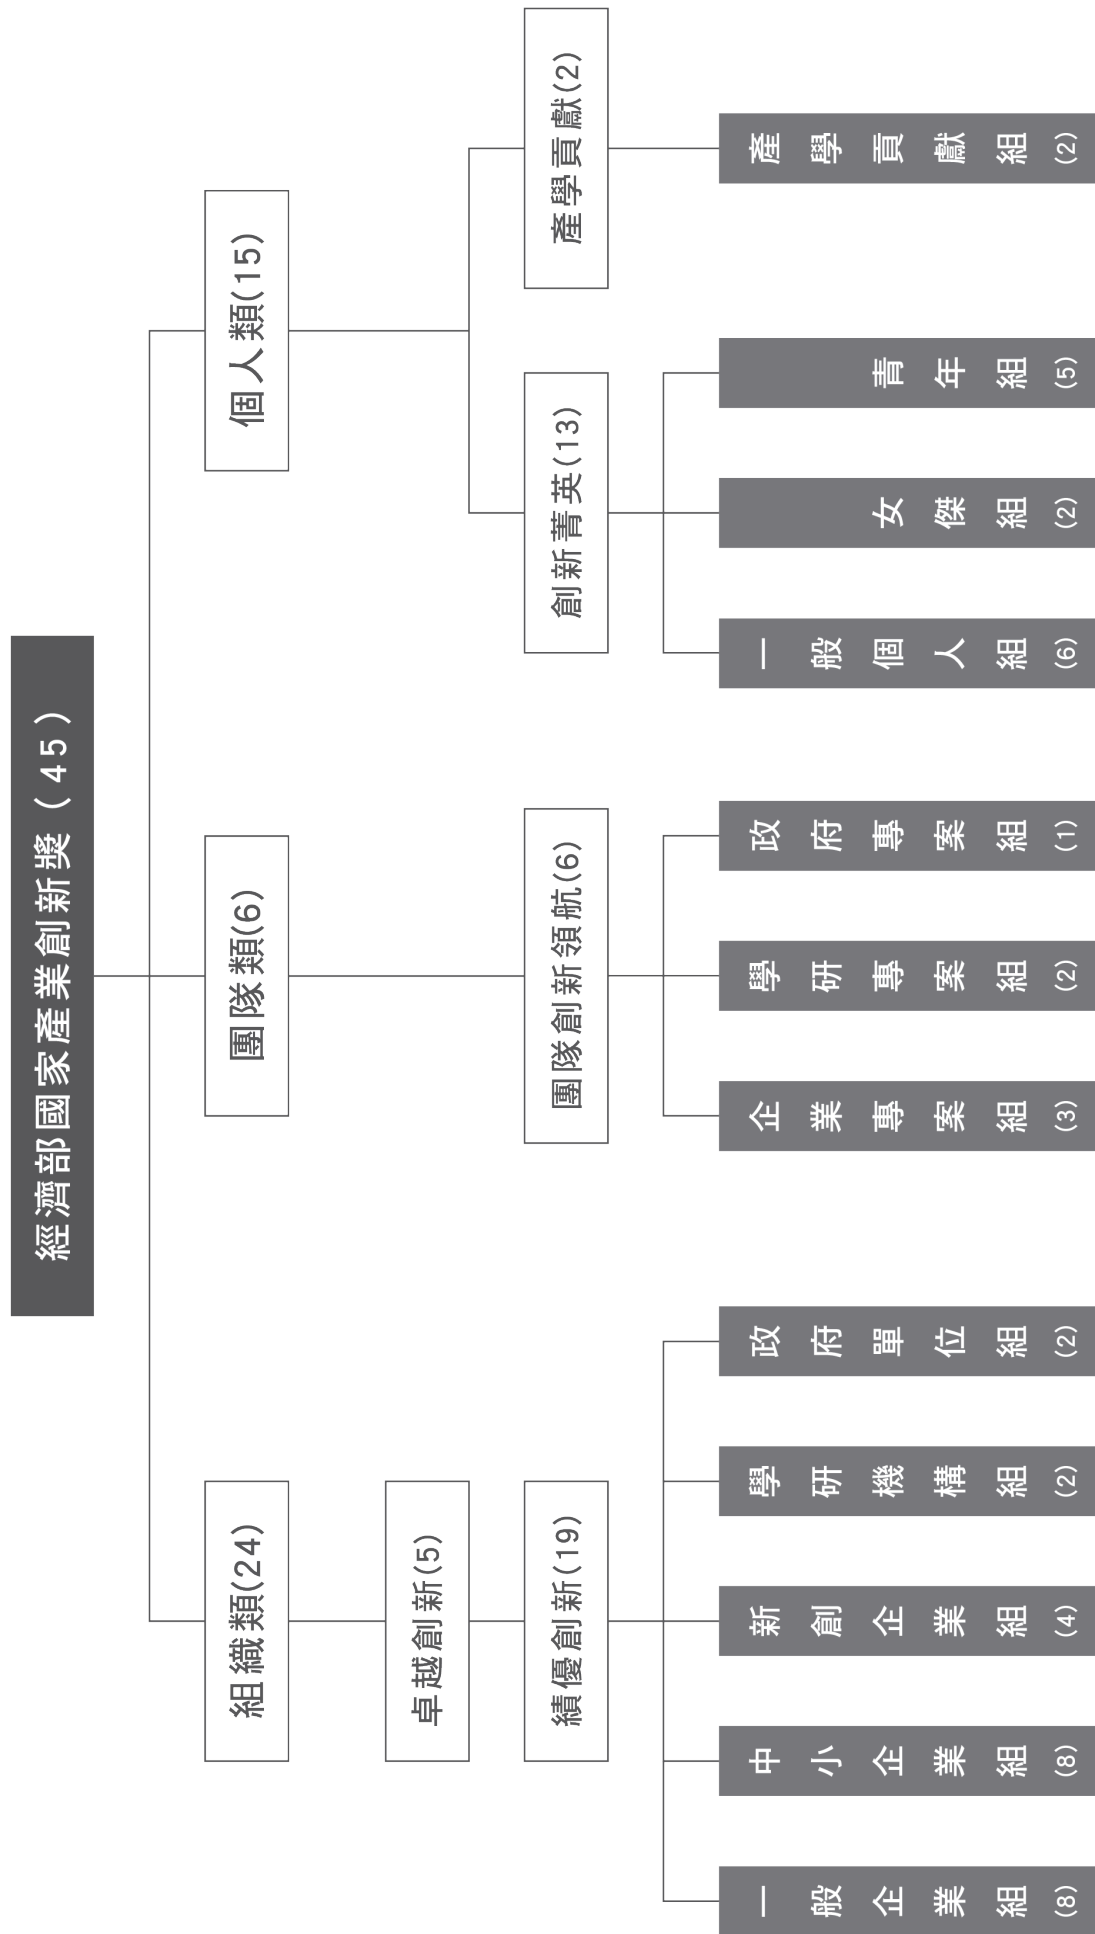 經濟部國家產業創新獎(45)
組織類(24)
團隊類(6)
個人類(15)
卓越創新(5)
績優創新(19)
團隊創新領航(6)
創新菁英(13)
產學貢獻(2)
一般企業組(8)
中小企業組(8)
新創企業組(4)
學研機構組(2)
政府單位組(2)
企業專案組(3)
學研專案組(2)
政府專案組(1)
一般個人組(6)
女傑組(2)
青年組(5)
產學貢獻組(2)